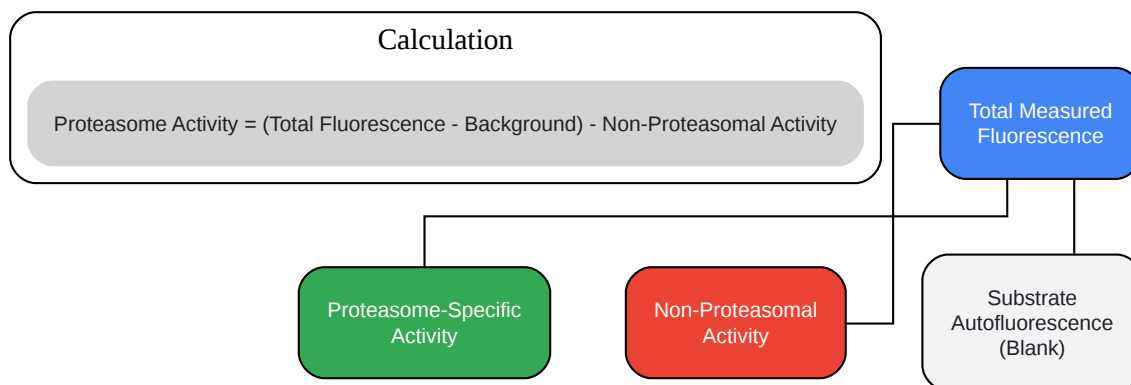 Calculation
Proteasome Activity = (Total Fluorescence - Background) - Non-Proteasomal Activity
Total Measured
Fluorescence
Proteasome-Specific
Activity
Non-Proteasomal
Activity
Substrate
Autofluorescence
(Blank)